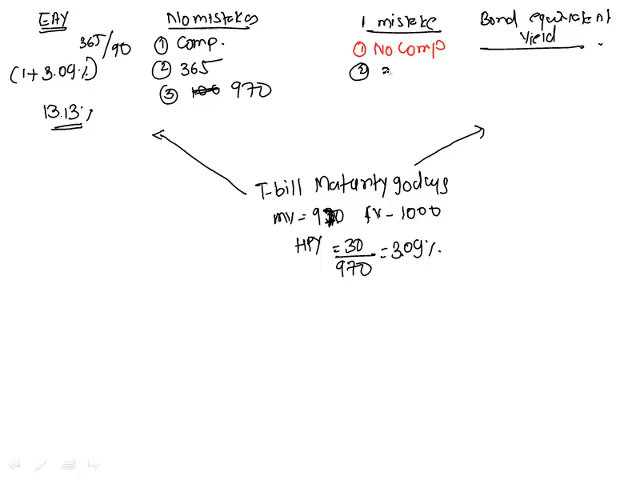 EAY
(1+3.09%)^365/90
13.13%
No mistakes
① Comp.
② 365
③ 970
1 mistake
① No Comp
②
Bond equivalent
Yield
T-bill Maturity 90 days
mv = 970 fv - 1000
HPY = 30/970 = 3.09%